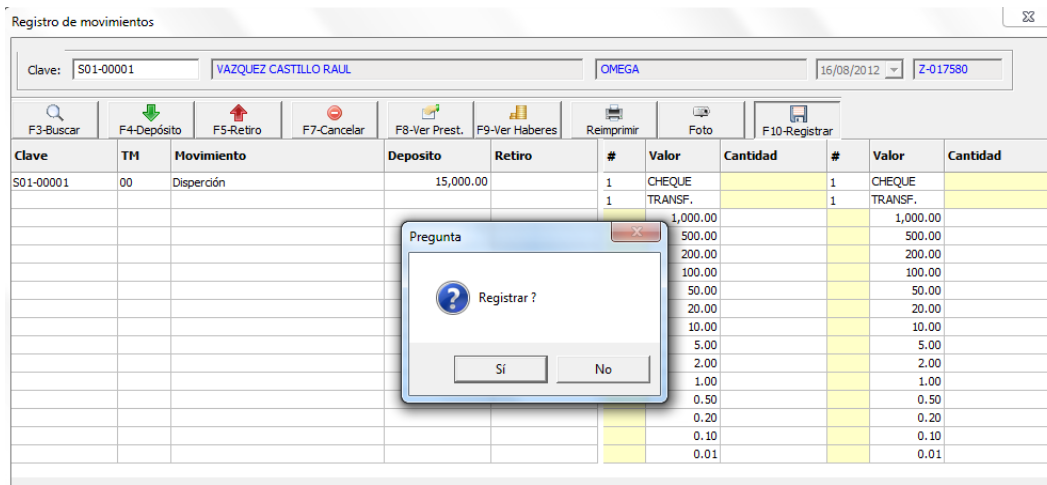 Registro de movimientos
Clave: S01-00001 VAZQUEZ CASTILLO RAUL OMEGA 16/08/2012 Z-017580
F3-Buscar F4-Depósito F5-Retiro F7-Cancelar F8-Ver Prest. F9-Ver Haberes Reimprimir Foto F10-Registrar
Clave TM Movimiento Deposito Retiro # Valor Cantidad # Valor Cantidad
S01-00001 00 Disperción 15,000.00 1 CHEQUE 1 CHEQUE
1 TRANSF. 1 TRANSF.
1,000.00 1,000.00
Pregunta 500.00 500.00
200.00 200.00
100.00 100.00
Registrar ? 50.00 50.00
20.00 20.00
10.00 10.00
5.00 5.00
Sí No 2.00 2.00
1.00 1.00
0.50 0.50
0.20 0.20
0.10 0.10
0.01 0.01